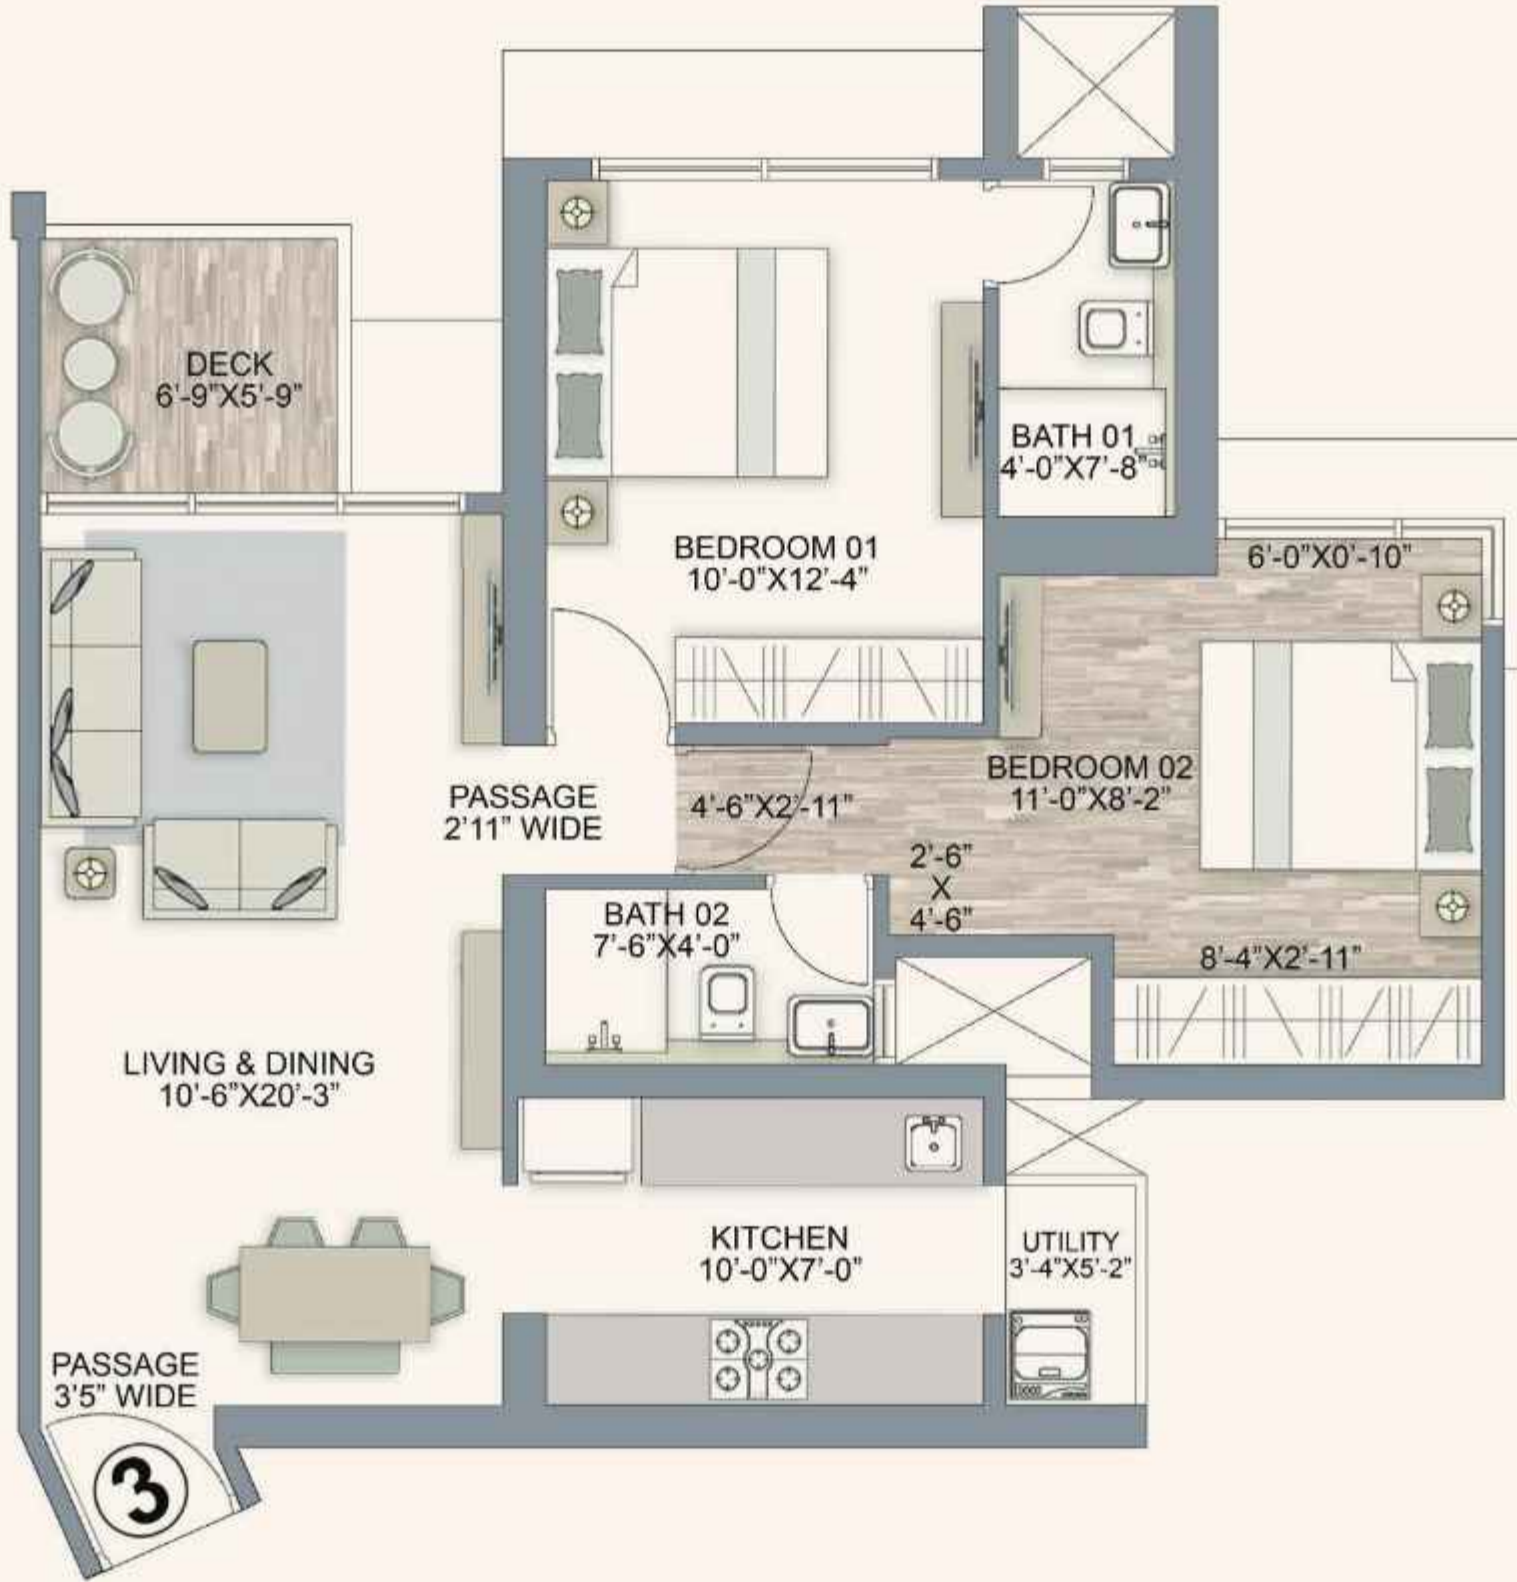 DECK
6'-9"X5'-9"
BATH 01
4'-0"X7'-8"
BEDROOM 01
10'-0"X12'-4"
6'-0"X0'-10"
PASSAGE
2'11" WIDE
4'-6"X2'-11"
BEDROOM 02
11'-0"X8'-2"
2'-6"
X
4'-6"
BATH 02
7'-6"X4'-0"
8'-4"X2'-11"
LIVING & DINING
10'-6"X20'-3"
KITCHEN
10'-0"X7'-0"
UTILITY
3'-4"X5'-2"
PASSAGE
3'5" WIDE
3